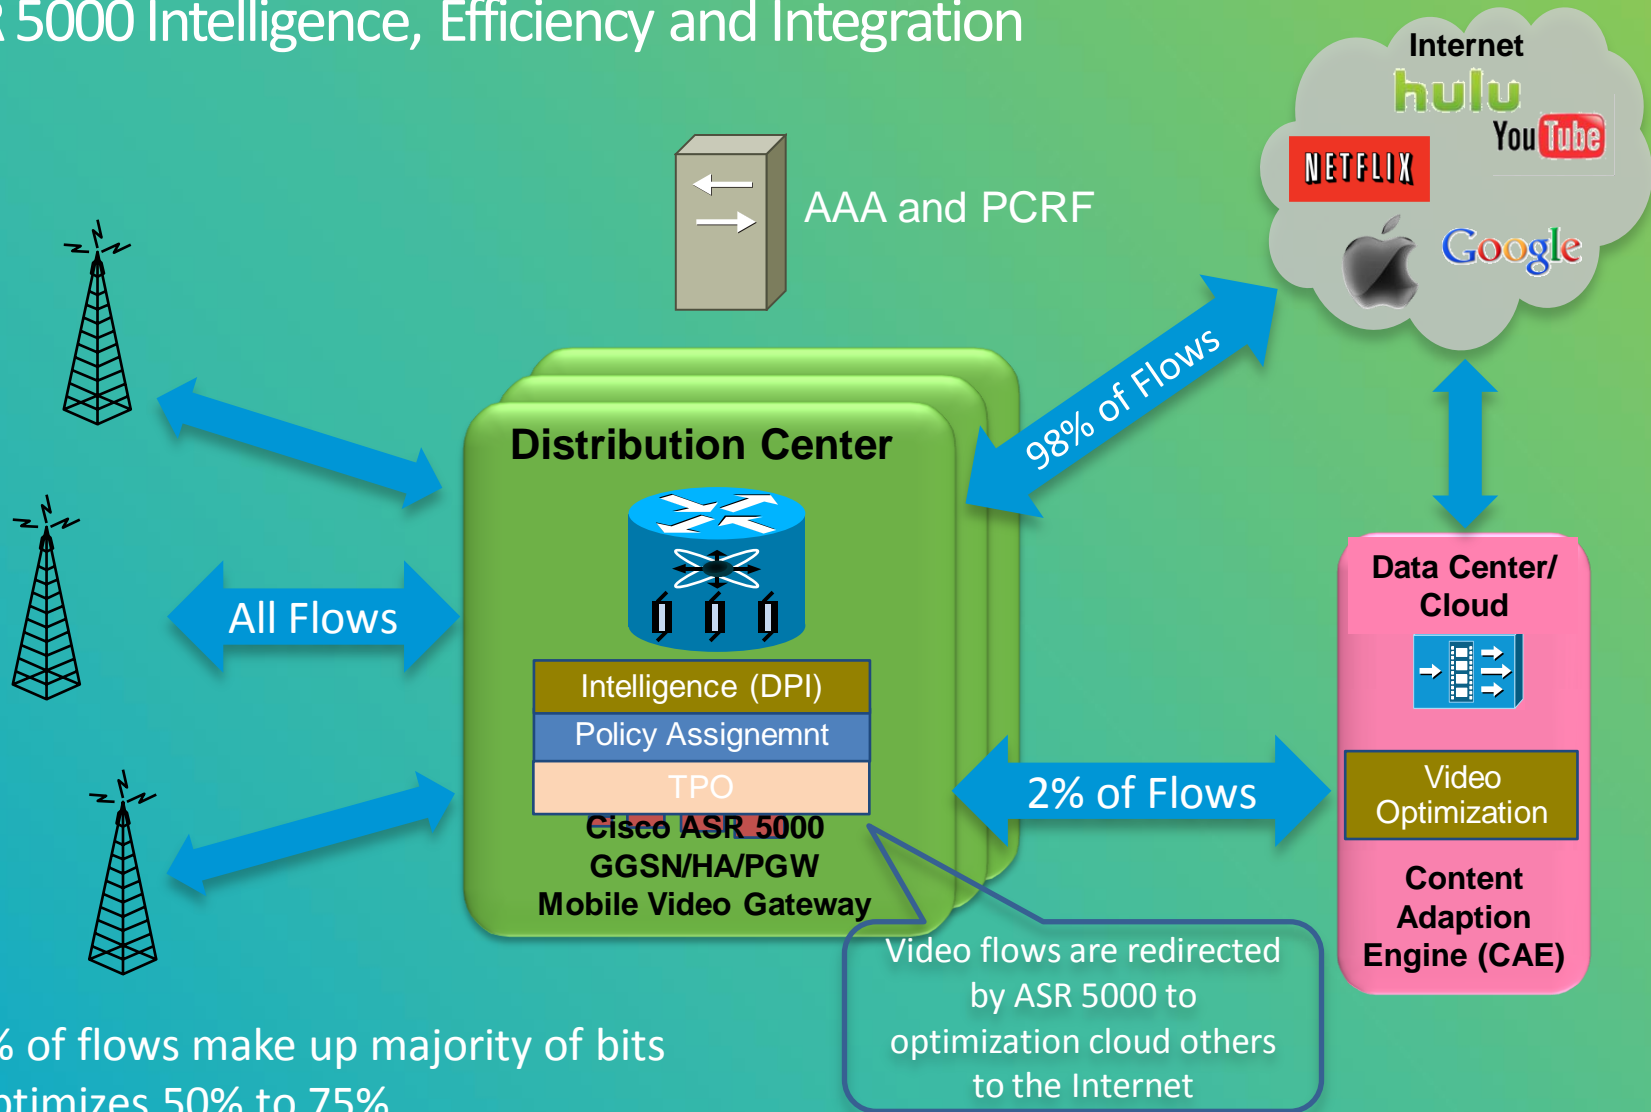 R 5000 Intelligence, Efficiency and Integration
Internet
hulu
You Tube
NETFLIX
Google
AAA and PCRF
98% of Flows
Distribution Center
All Flows
Intelligence (DPI)
Policy Assignemnt
TPO
Cisco ASR 5000
GGSN/HA/PGW
Mobile Video Gateway
2% of Flows
Data Center/
Cloud
Video
Optimization
Content
Adaption
Engine (CAE)
Video flows are redirected
by ASR 5000 to
optimization cloud others
to the Internet
% of flows make up majority of bits
ptimizes 50% to 75%